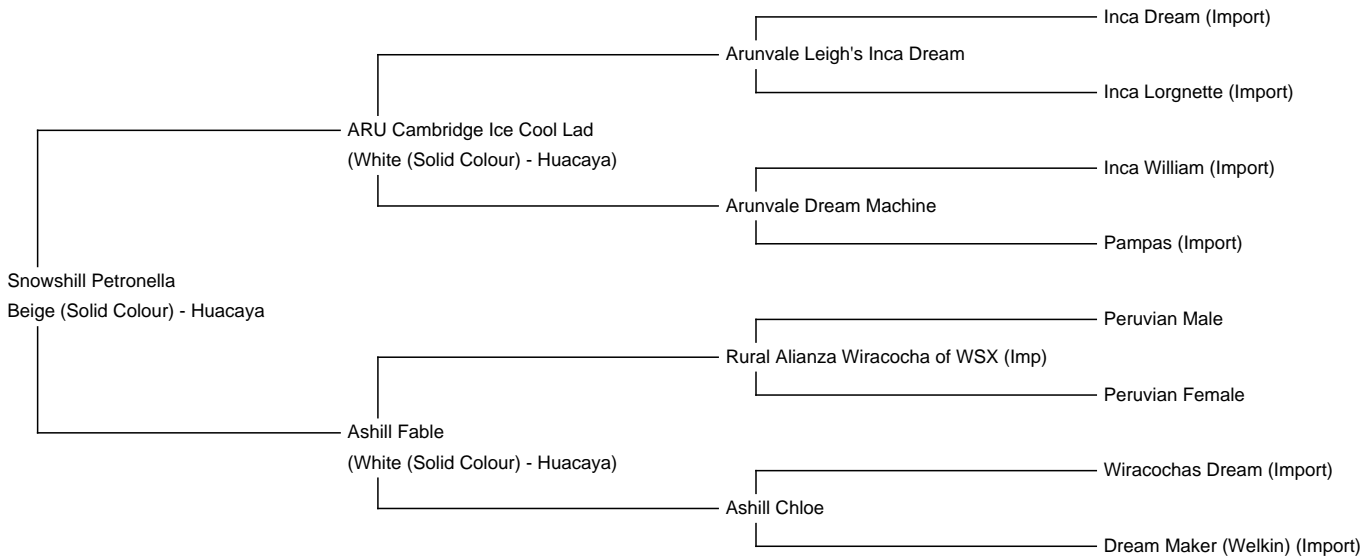 Inca Dream (Import)
Arunvale Leigh's Inca Dream
Inca Lorgnette (Import)
ARU Cambridge Ice Cool Lad
(White (Solid Colour) - Huacaya)
Inca William (Import)
Arunvale Dream Machine
Pampas (Import)
Snowshill Petronella
Beige (Solid Colour) - Huacaya
Peruvian Male
Rural Alianza Wiracocha of WSX (Imp)
Peruvian Female
Ashill Fable
(White (Solid Colour) - Huacaya)
Wiracochas Dream (Import)
Ashill Chloe
Dream Maker (Welkin) (Import)